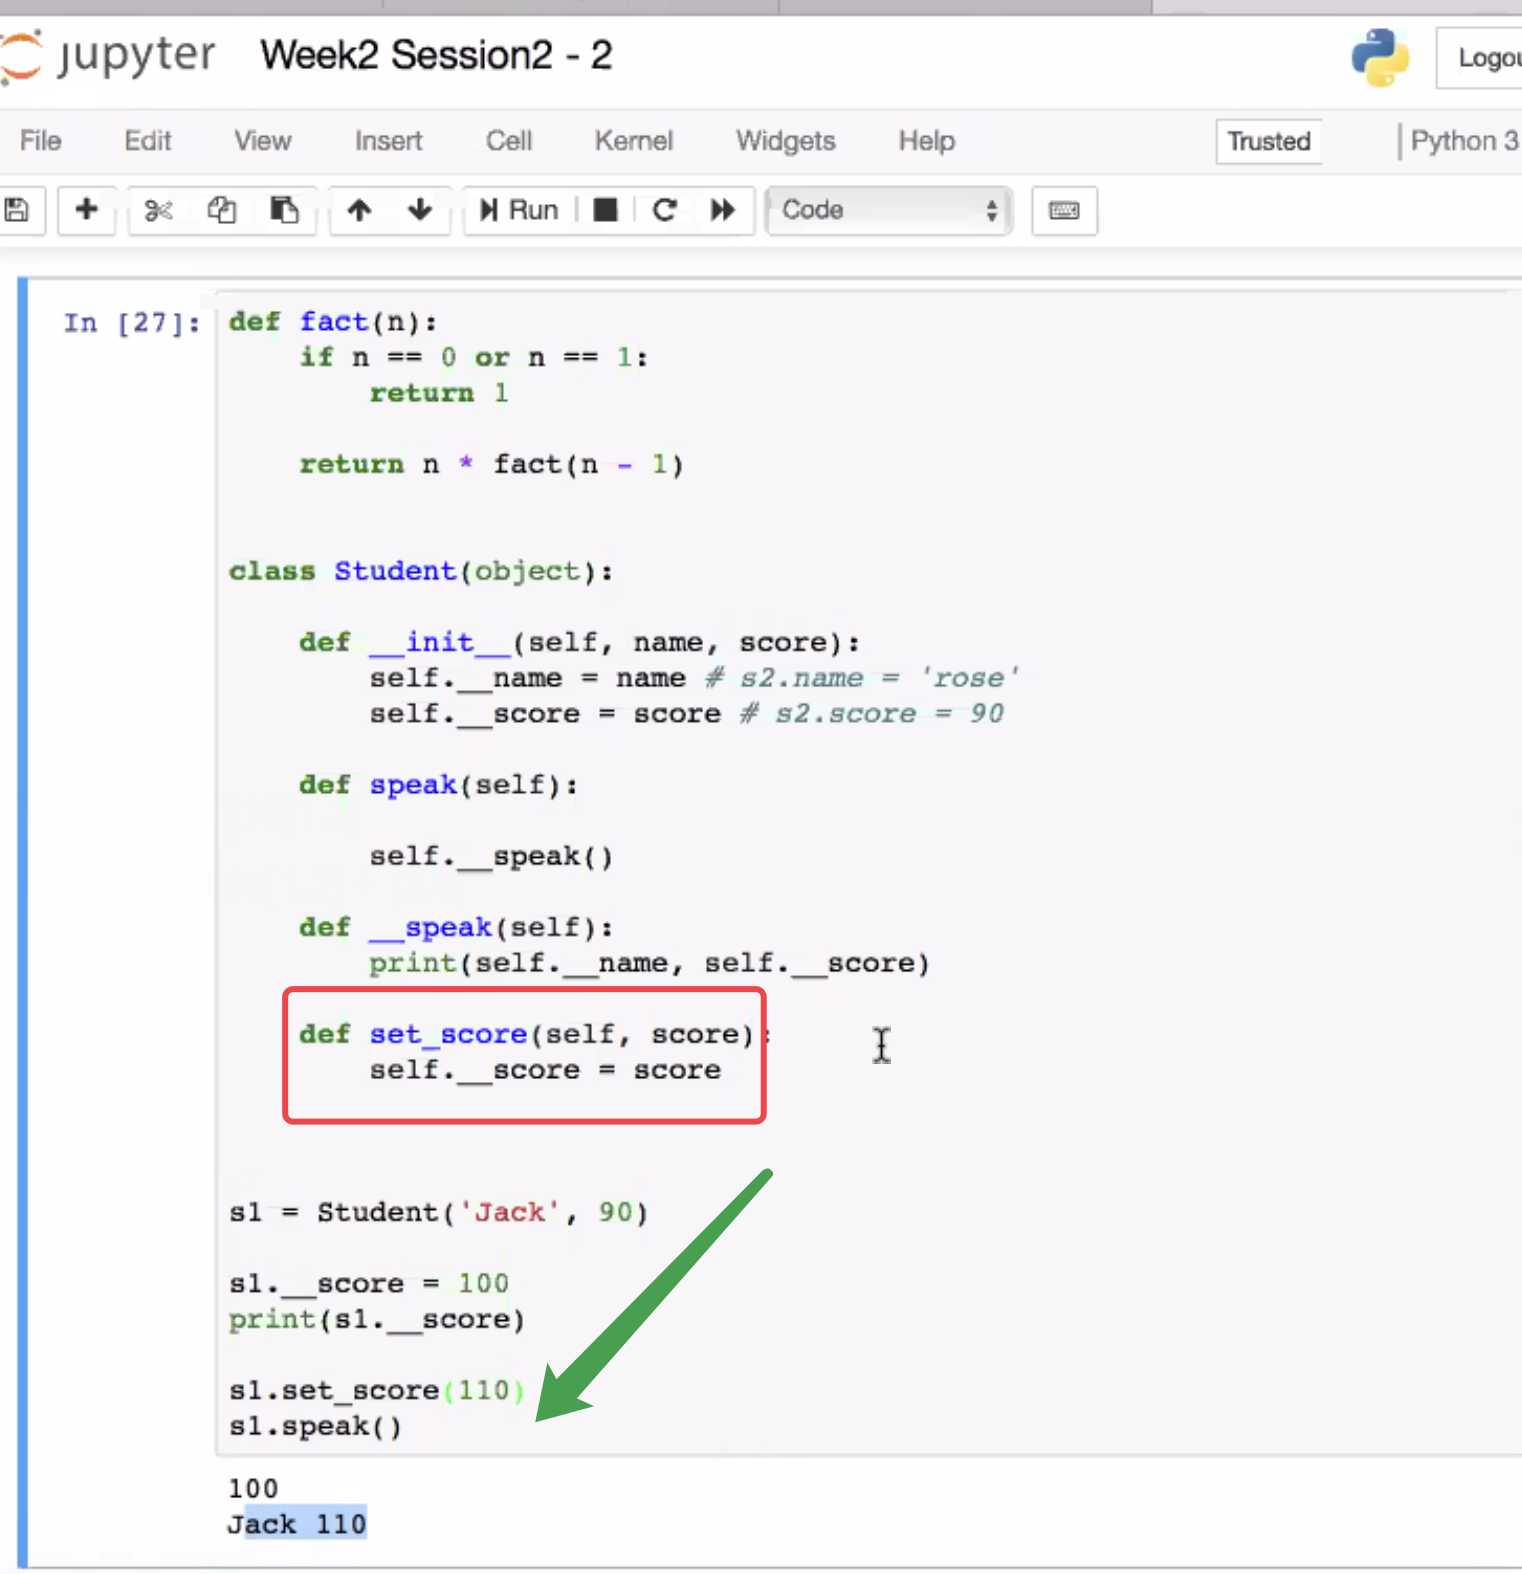 jupyter Week2 Session2 - 2
File Edit View Insert Cell Kernel Widgets Help Trusted Python 3
Run Code
In [27]: def fact(n):
    if n == 0 or n == 1:
        return 1
    return n * fact(n - 1)
class Student(object):
    def __init__(self, name, score):
        self.__name = name # s2.name = 'rose'
        self.__score = score # s2.score = 90
    def speak(self):
        self.__speak()
    def __speak(self):
        print(self.__name, self.__score)
    def set_score(self, score):
        self.__score = score
s1 = Student('Jack', 90)
s1.__score = 100
print(s1.__score)
s1.set_score(110)
s1.speak()
100
Jack 110